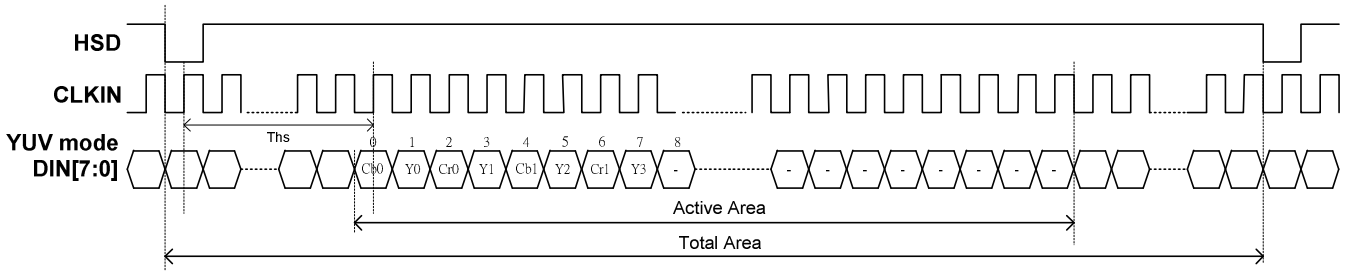 HSD
CLKIN
Ths
YUV mode
DIN[7:0]
0 1 2 3 4 5 6 7 8
Cb0 Y0 Cr0 Y1 Cb1 Y2 Cr1 Y3 - - - - - - - - -
Active Area
Total Area